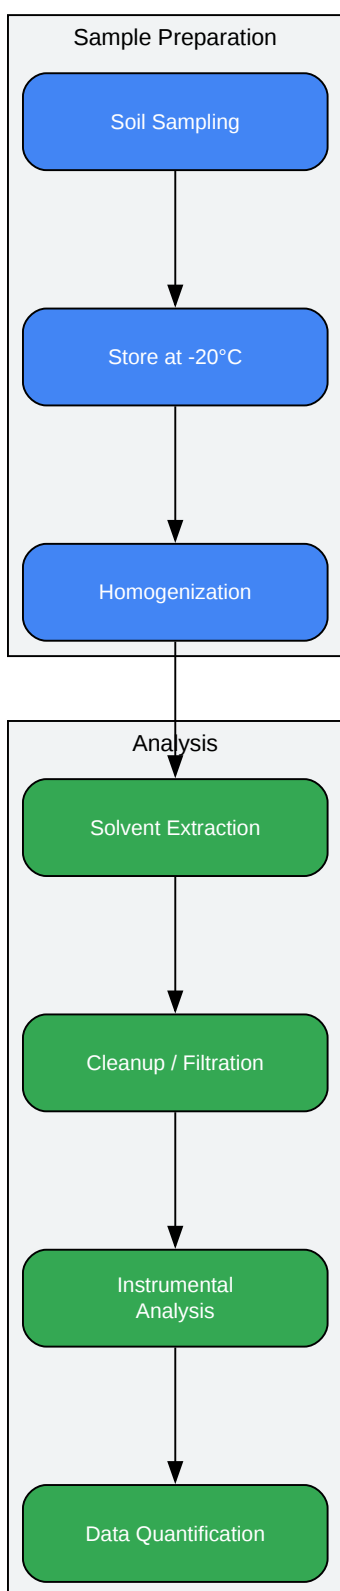 Sample Preparation
Soil Sampling
Store at -20°C
Homogenization
Analysis
Solvent Extraction
Cleanup / Filtration
Instrumental
Analysis
Data Quantification